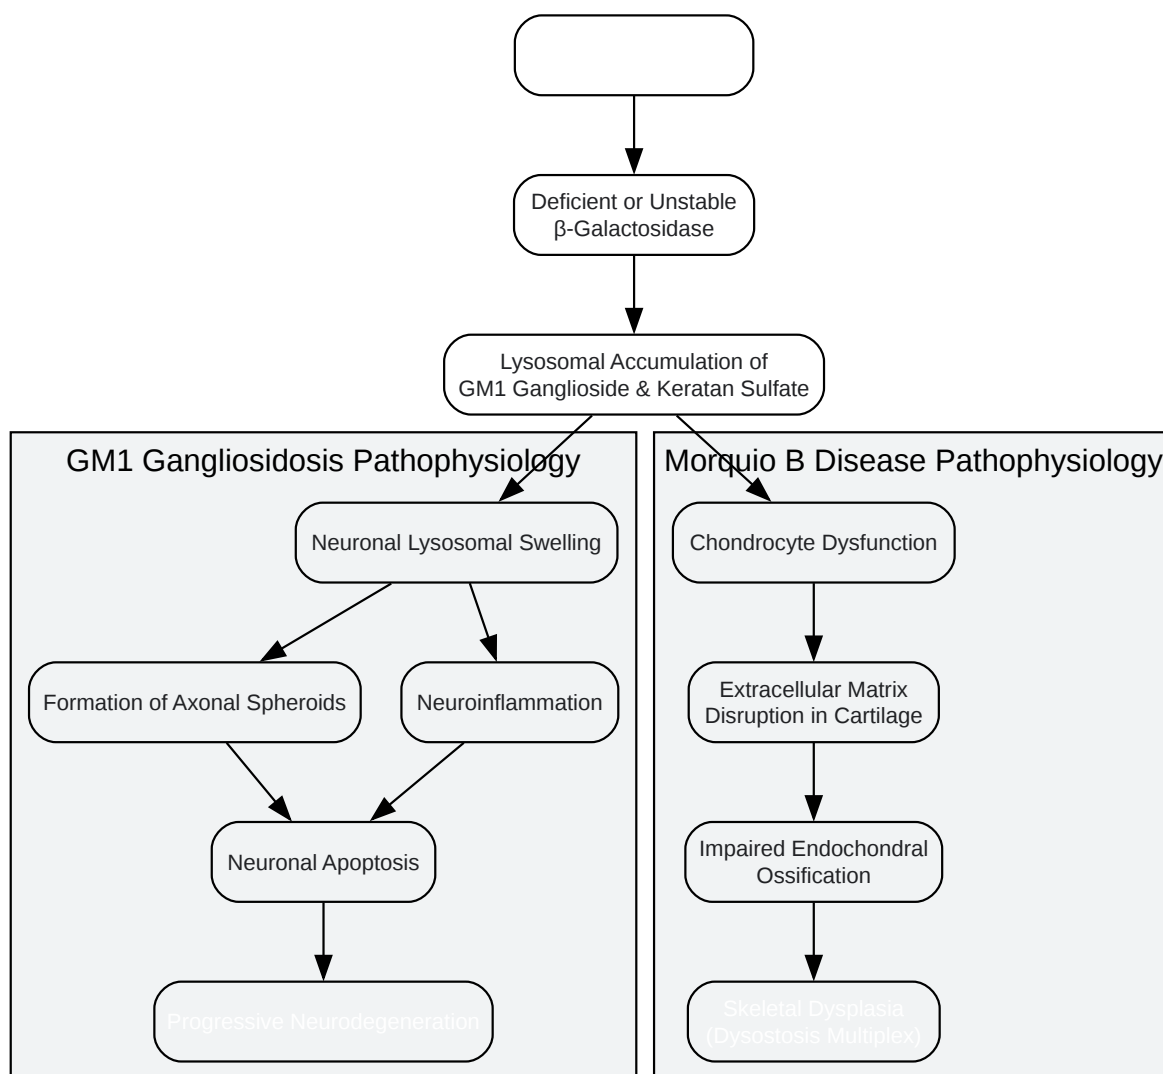 Deficient or Unstable
β-Galactosidase
Lysosomal Accumulation of
GM1 Ganglioside & Keratan Sulfate
GM1 Gangliosidosis Pathophysiology
Morquio B Disease Pathophysiology
Neuronal Lysosomal Swelling
Chondrocyte Dysfunction
Formation of Axonal Spheroids
Neuroinflammation
Extracellular Matrix
Disruption in Cartilage
Neuronal Apoptosis
Impaired Endochondral
Ossification
Progressive Neurodegeneration
Skeletal Dysplasia
(Dysostosis Multiplex)